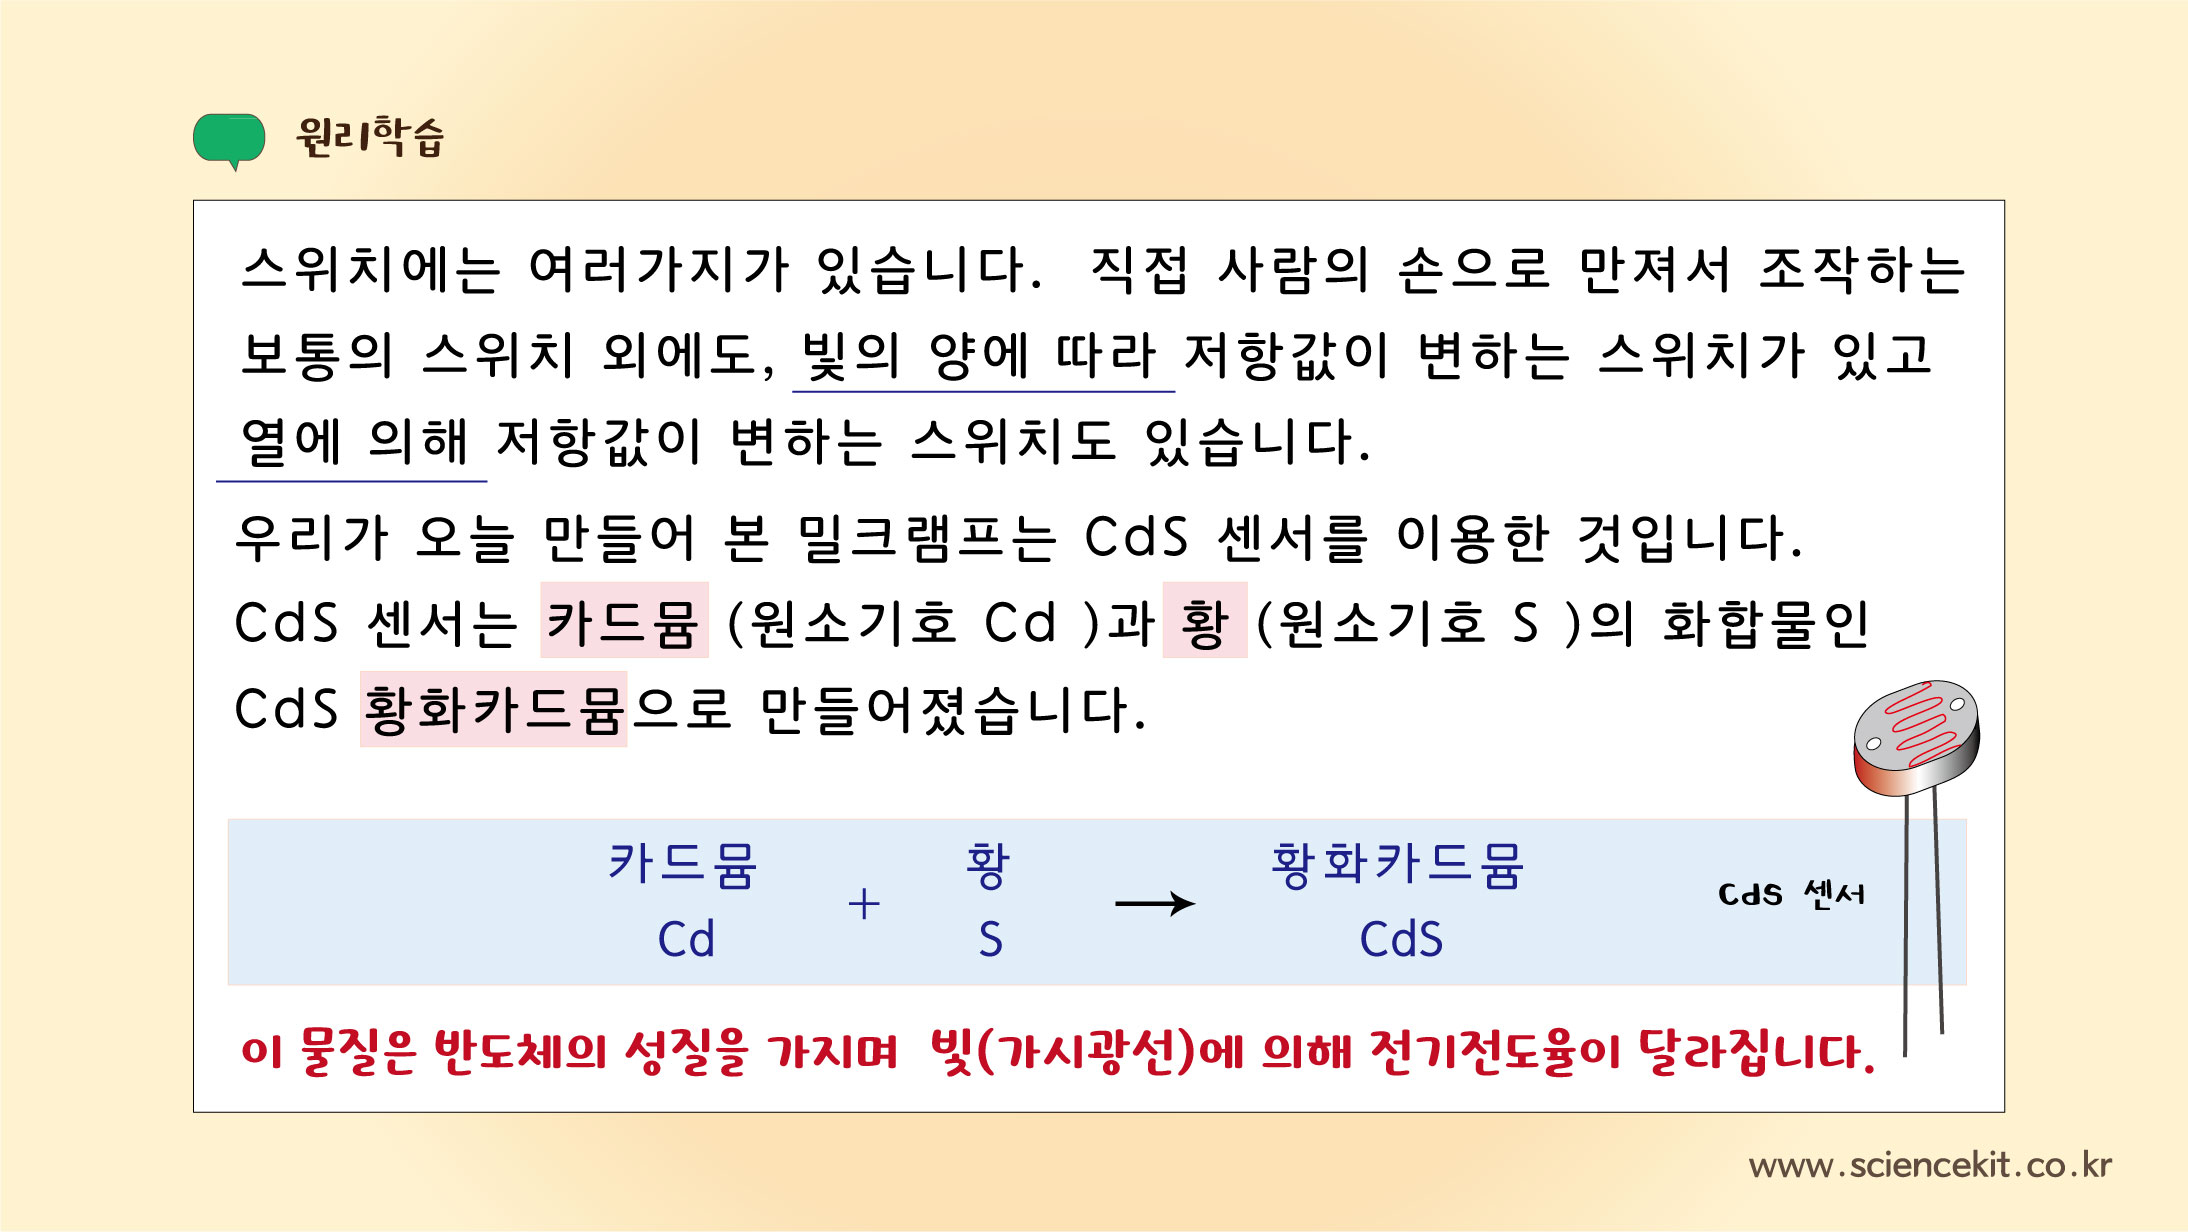 원리학습
스위치에는 여러가지가 있습니다. 직접 사람의 손으로 만져서 조작하는
보통의 스위치 외에도, 빛의 양에 따라 저항값이 변하는 스위치가 있고
열에 의해 저항값이 변하는 스위치도 있습니다.
우리가 오늘 만들어 본 밀크램프는 CdS 센서를 이용한 것입니다.
CdS 센서는 카드뮴 (원소기호 Cd )과 황 (원소기호 S )의 화합물인
CdS 황화카드뮴으로 만들어졌습니다.
카드뮴 + 황 → 황화카드뮴
Cd S CdS
Cds 센서
이 물질은 반도체의 성질을 가지며 빛(가시광선)에 의해 전기전도율이 달라집니다.
www.sciencekit.co.kr